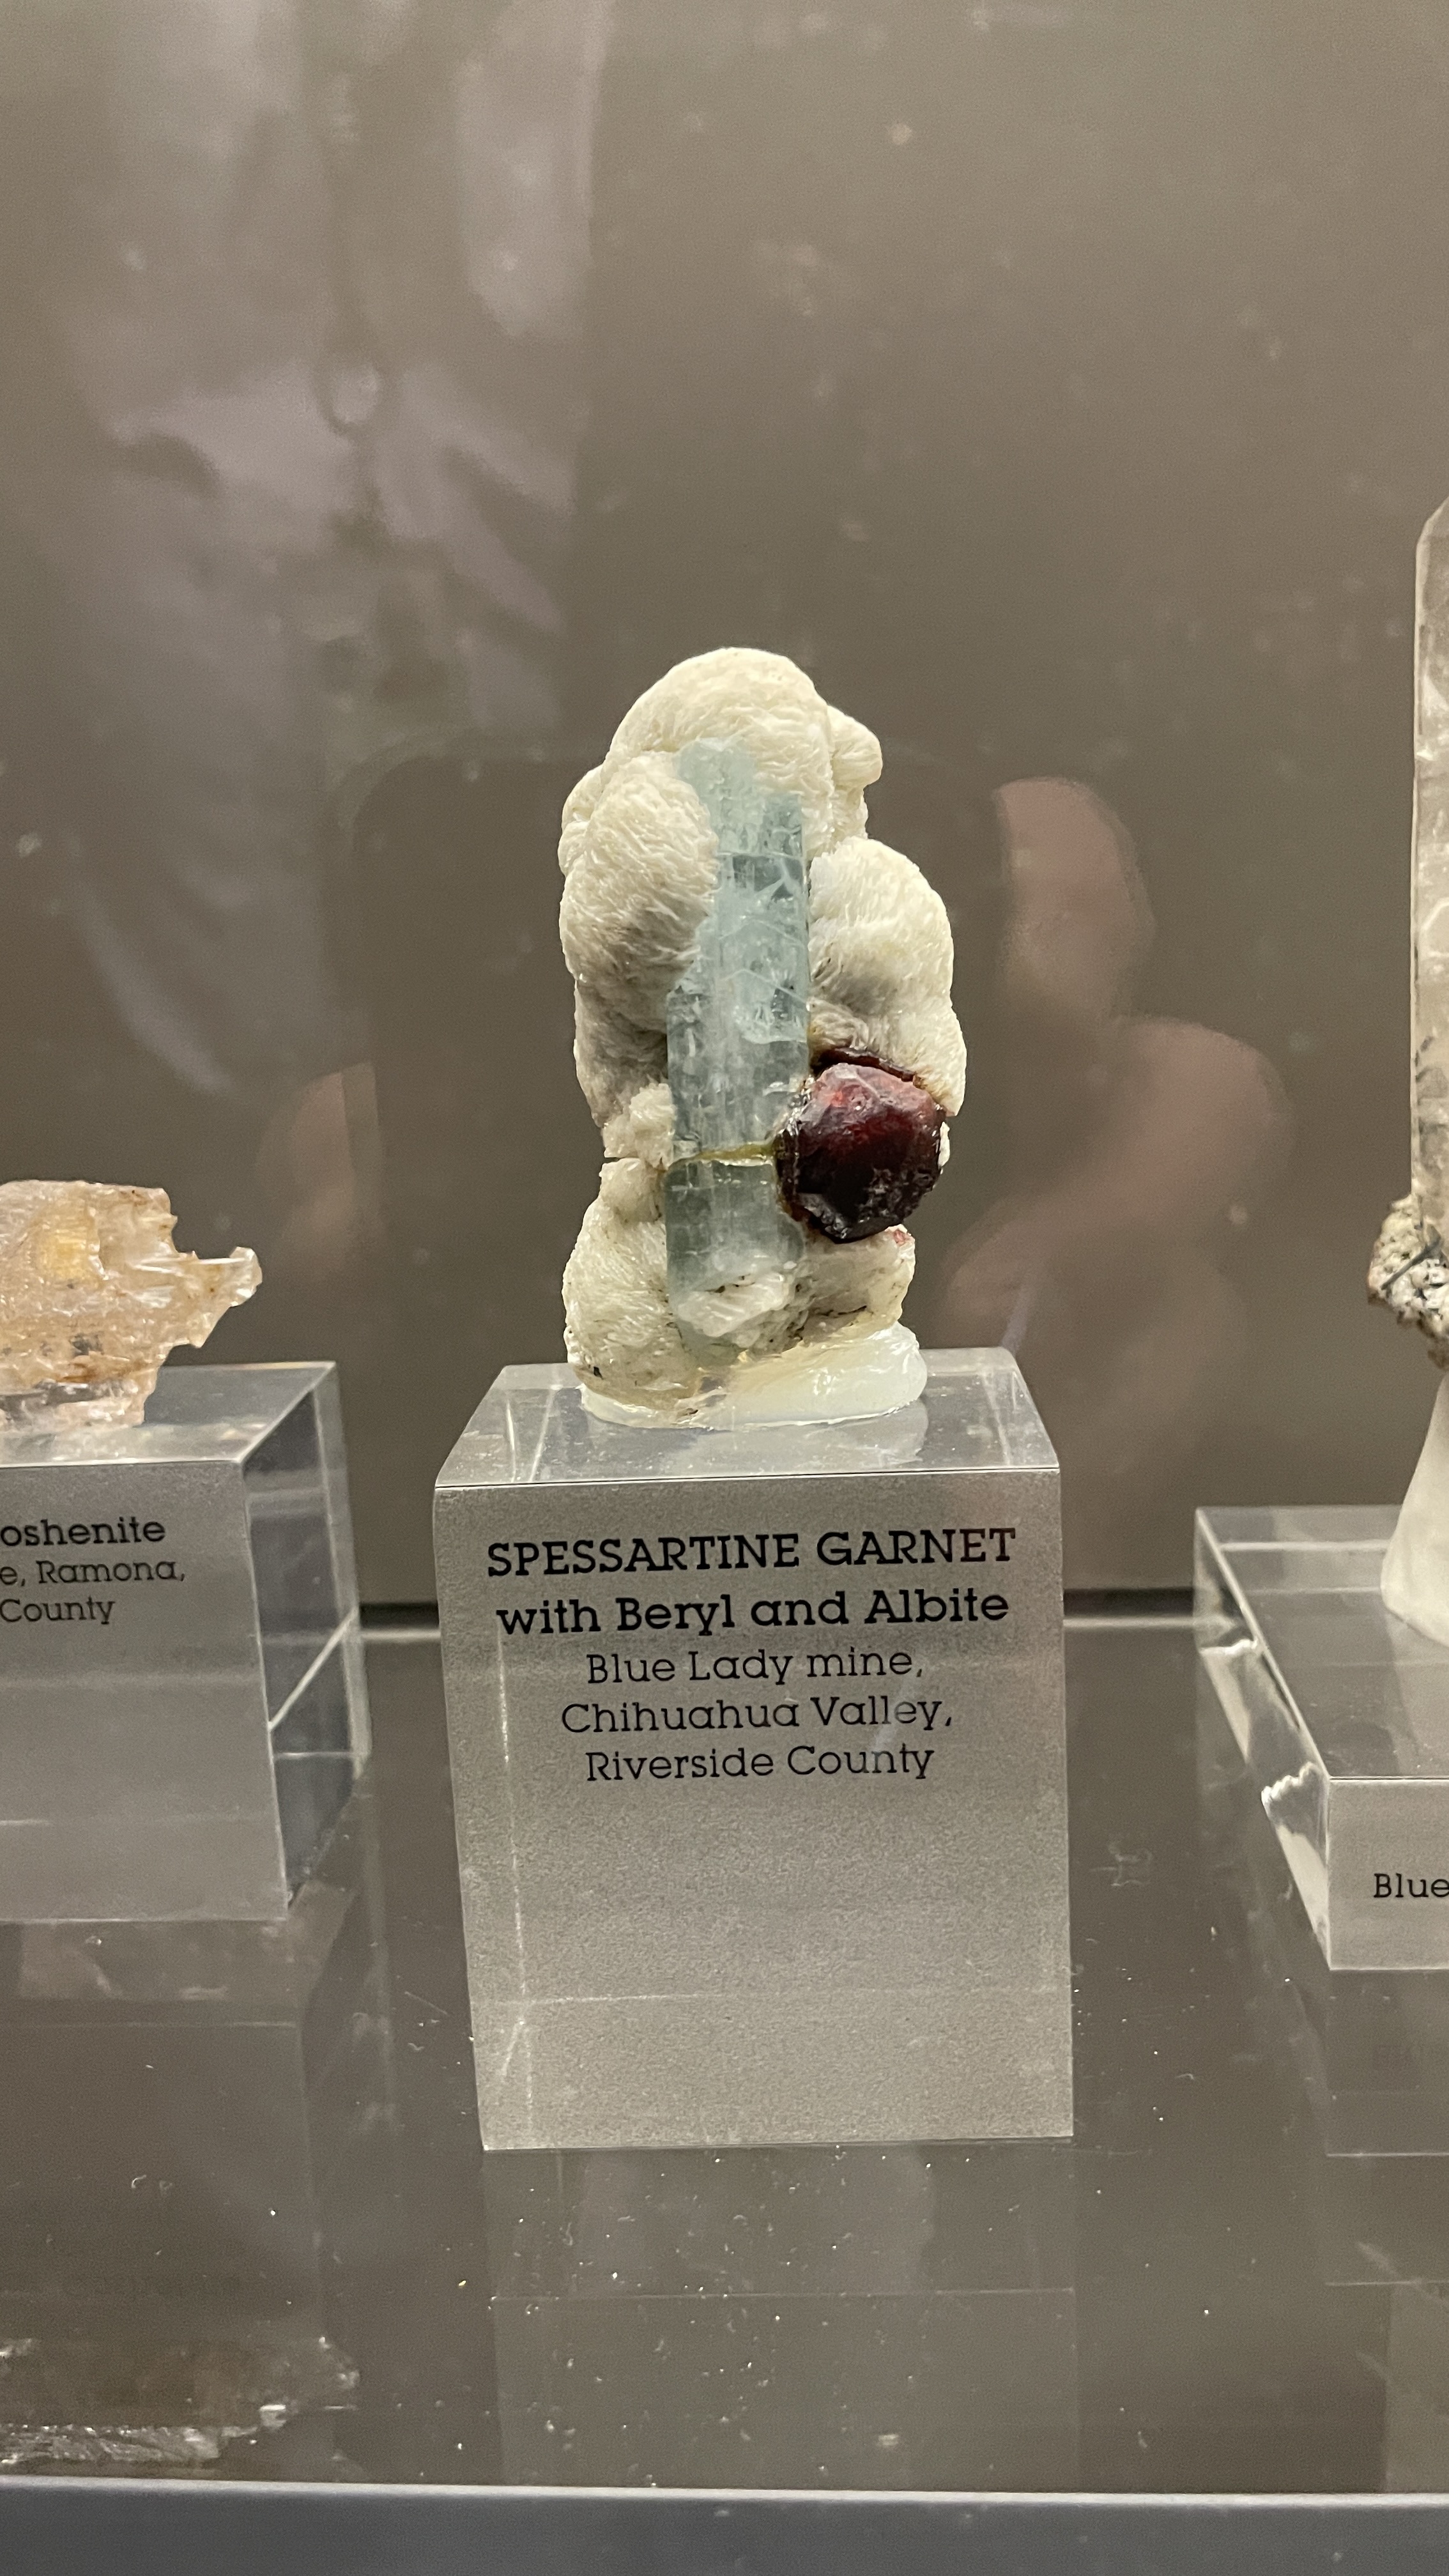 oshenite
e, Ramona,
County
SPESSARTINE GARNET
with Beryl and Albite
Blue Lady mine,
Chihuahua Valley,
Riverside County
Blue